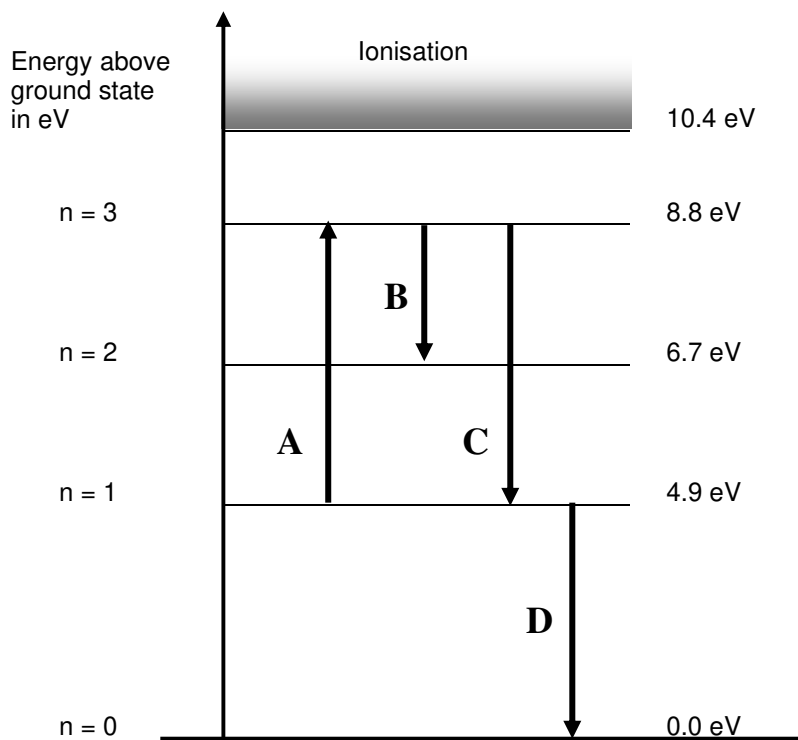 Ionisation
Energy above
ground state
in eV
10.4 eV
n = 3
8.8 eV
B
n = 2
6.7 eV
A
C
n = 1
4.9 eV
D
n = 0
0.0 eV